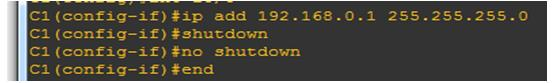 C1(config-if)#ip add 192.168.0.1 255.255.255.0
C1(config-if)#shutdown
C1(config-if)#no shutdown
C1(config-if)#end